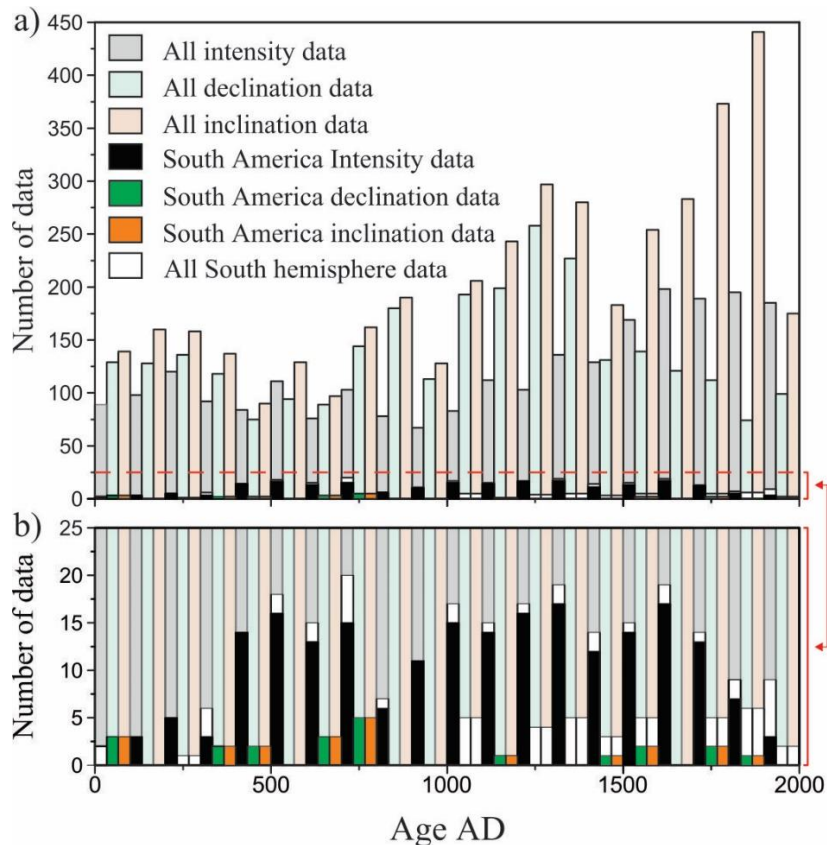 a)
450
400
350
300
250
200
150
100
50
0
Number of data
All intensity data
All declination data
All inclination data
South America Intensity data
South America declination data
South America inclination data
All South hemisphere data
b)
25
20
15
10
5
0
Number of data
0 500 1000 1500 2000
Age AD